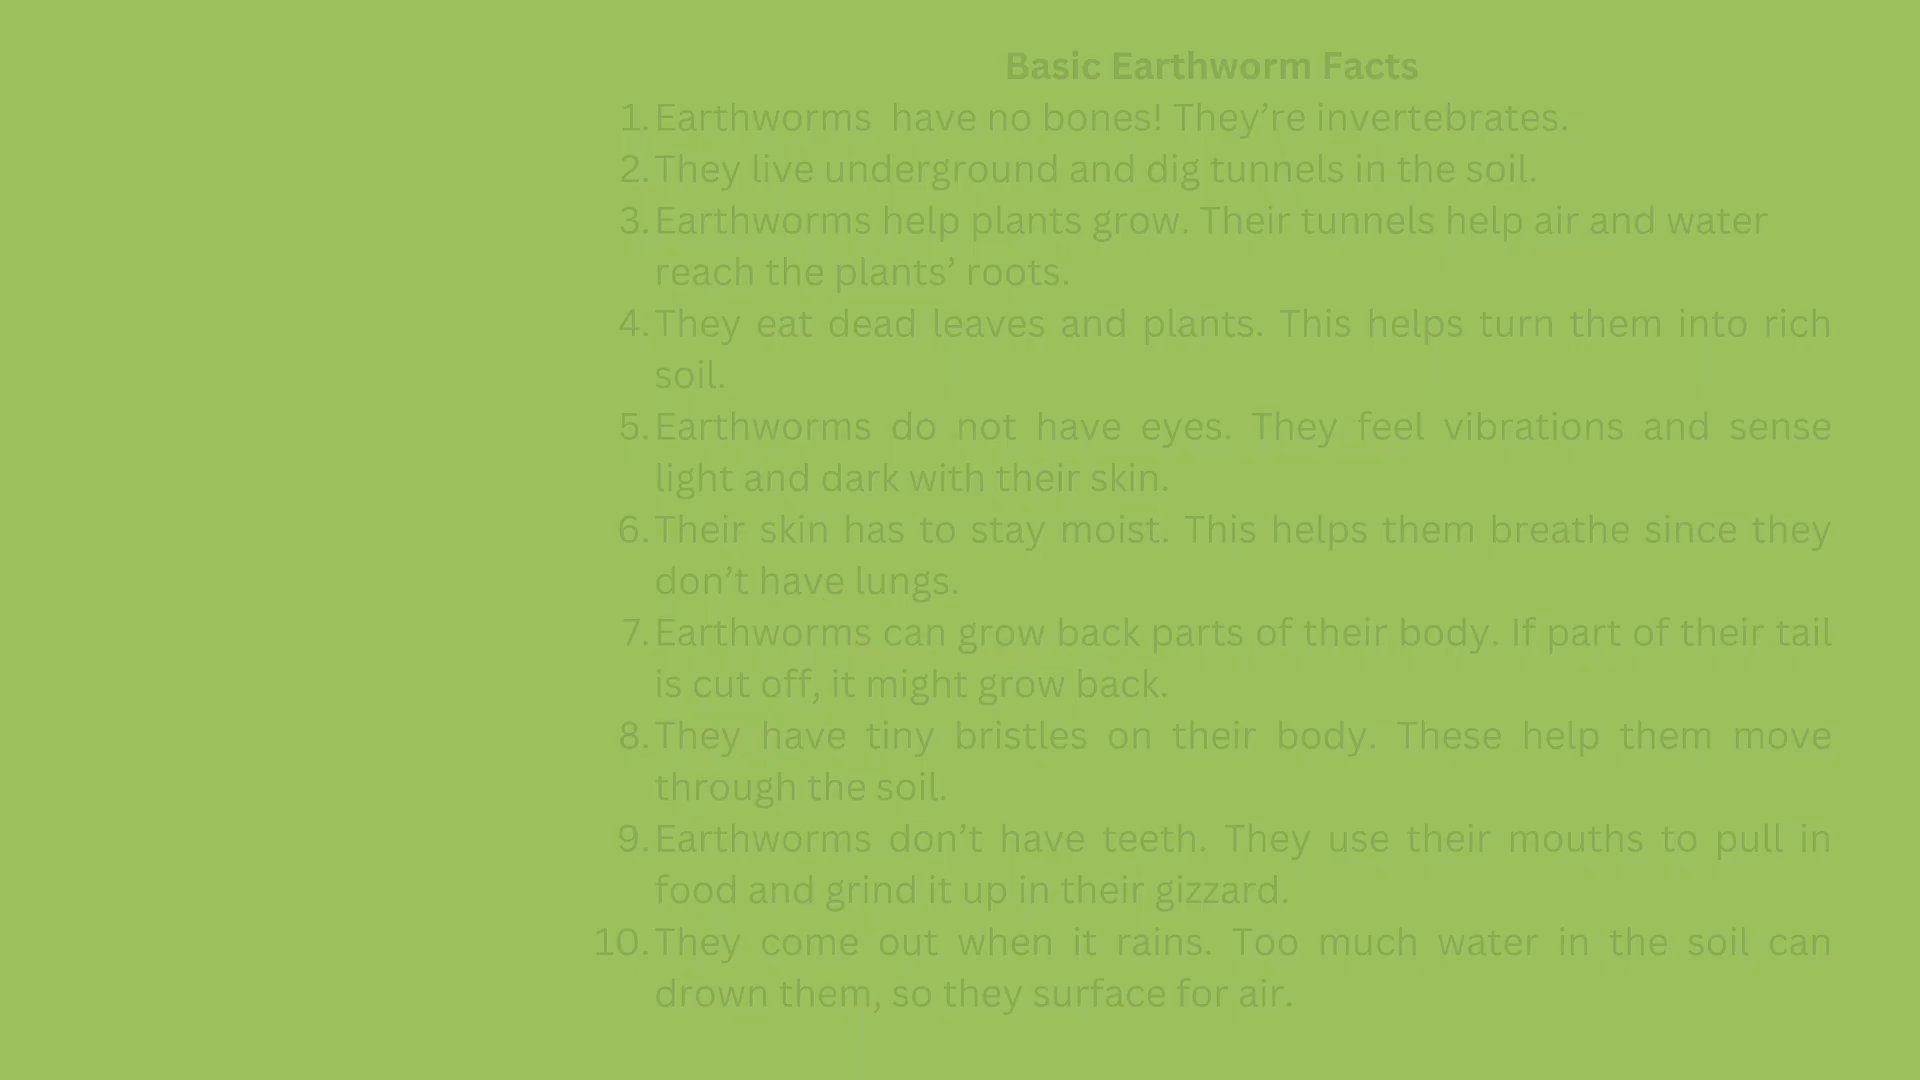 Basic Earthworm Facts
1. Earthworms  have no bones! They’re invertebrates.
2. They live underground and dig tunnels in the soil.
3. Earthworms help plants grow. Their tunnels help air and water
reach the plants’ roots.
4. They eat dead leaves and plants. This helps turn them into rich
soil.
5. Earthworms do not have eyes. They feel vibrations and sense
light and dark with their skin.
6. Their skin has to stay moist. This helps them breathe since they
don’t have lungs.
7. Earthworms can grow back parts of their body. If part of their tail
is cut off, it might grow back.
8. They have tiny bristles on their body. These help them move
through the soil.
9. Earthworms don’t have teeth. They use their mouths to pull in
food and grind it up in their gizzard.
10. They come out when it rains. Too much water in the soil can
drown them, so they surface for air.